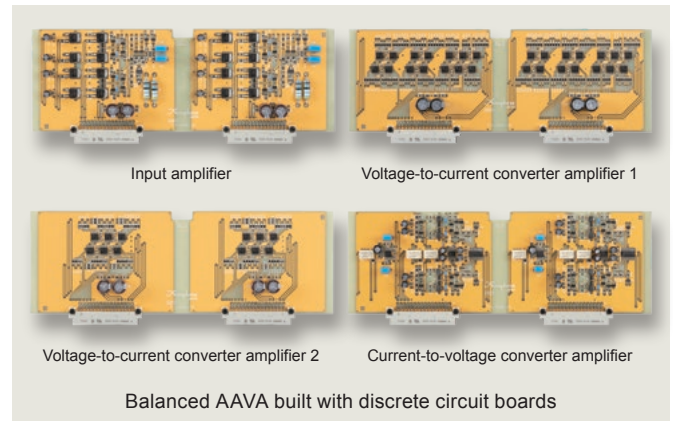 Input amplifier
Voltage-to-current converter amplifier 1
Voltage-to-current converter amplifier 2
Current-to-voltage converter amplifier
Balanced AAVA built with discrete circuit boards